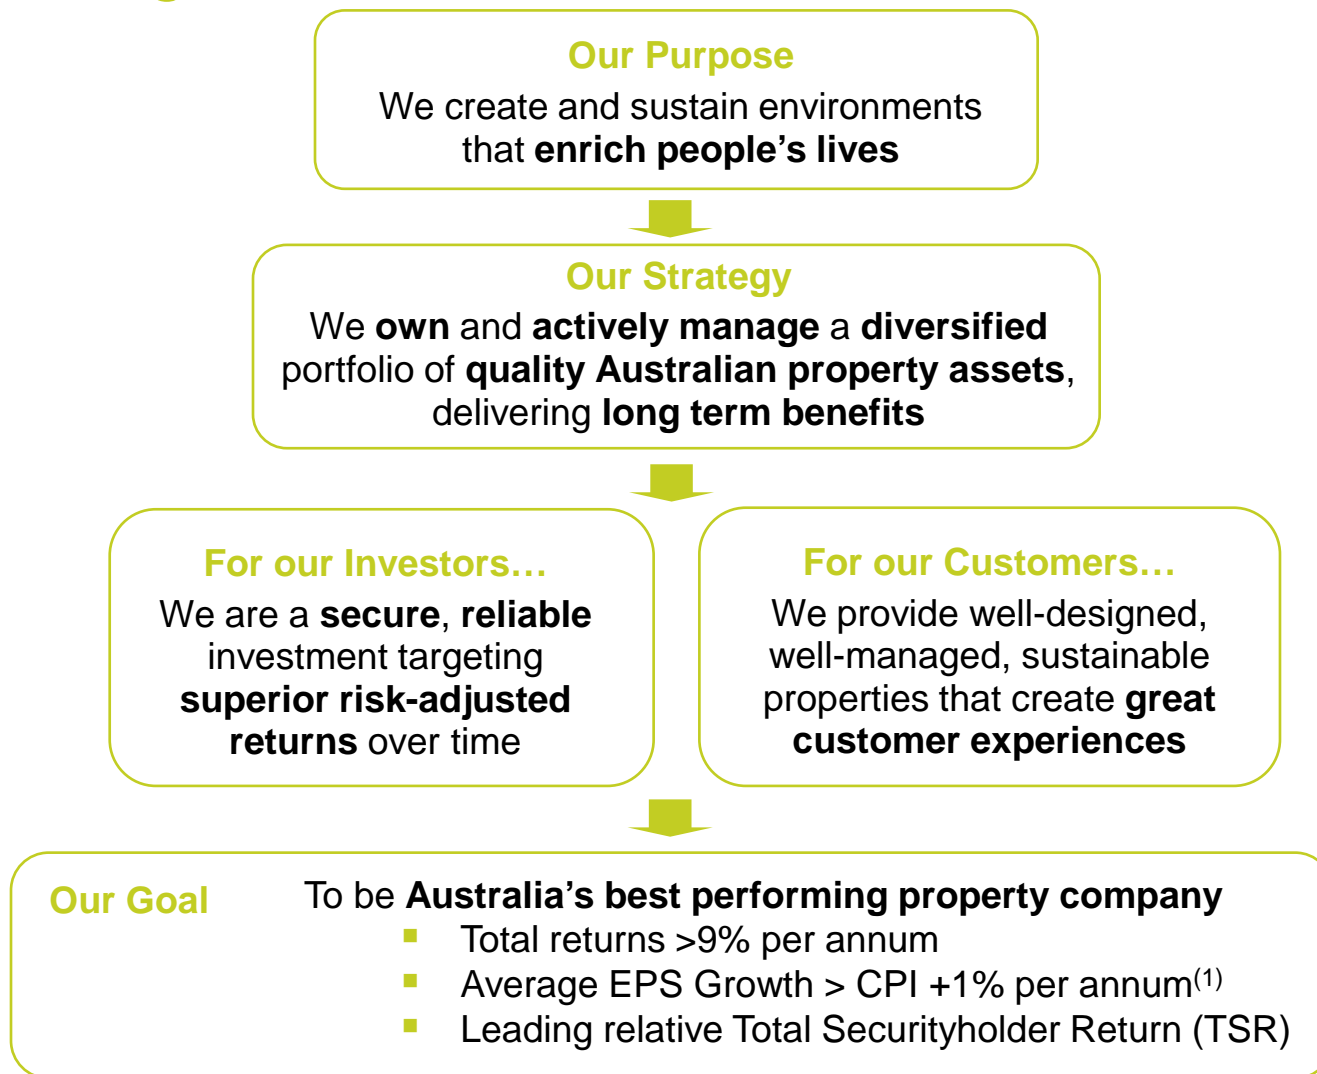 Our Purpose
We create and sustain environments
that enrich people’s lives
Our Strategy
We own and actively manage a diversified
portfolio of quality Australian property assets,
delivering long term benefits
For our Investors…
We are a secure, reliable
investment targeting
superior risk-adjusted
returns over time
For our Customers…
We provide well-designed,
well-managed, sustainable
properties that create great
customer experiences
Our Goal
To be Australia’s best performing property company
▪ Total returns >9% per annum
▪ Average EPS Growth > CPI +1% per annum(1)
▪ Leading relative Total Securityholder Return (TSR)